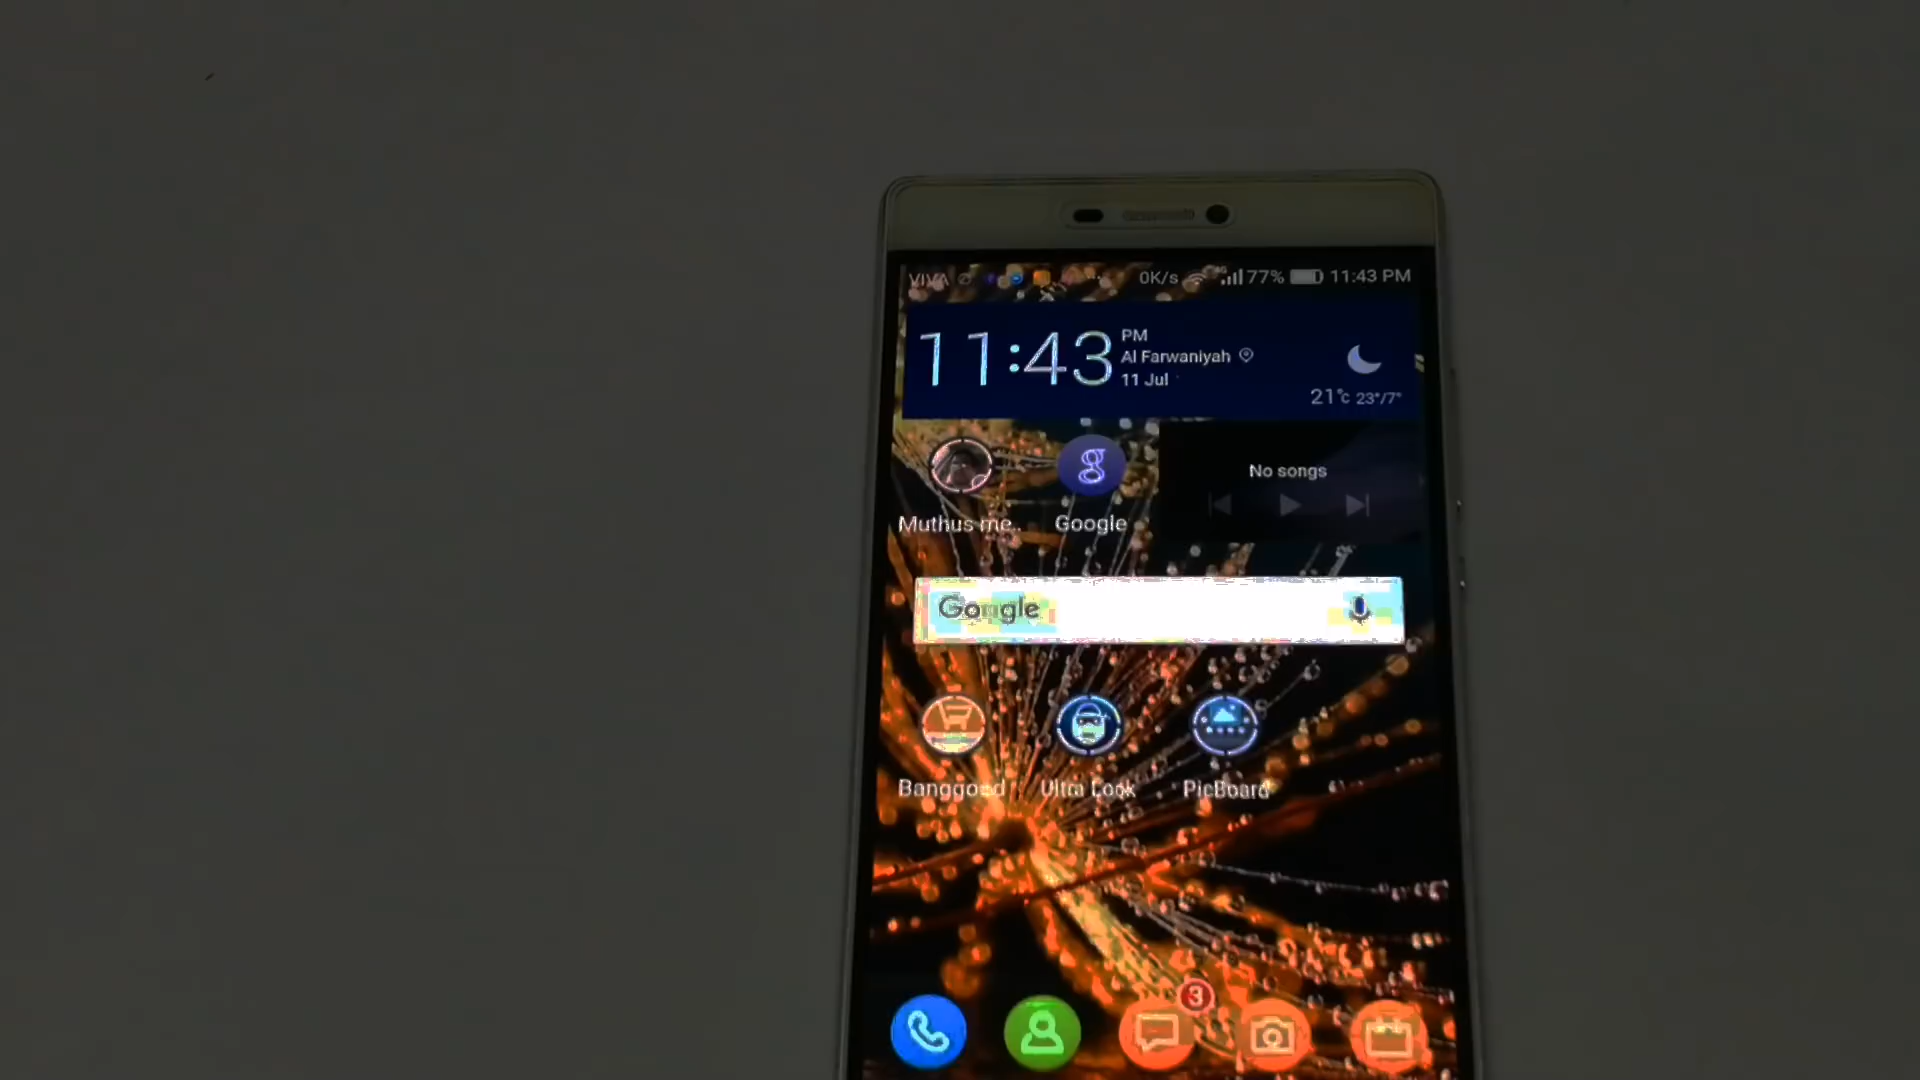 VIVA 0K/s 77% 11:43 PM
11:43 PM
Al Farwaniyah
11 Jul
21°c 23°/7°
No songs
Muthus me.. Google
Google
Banggood Ultra Look PicBoard
3